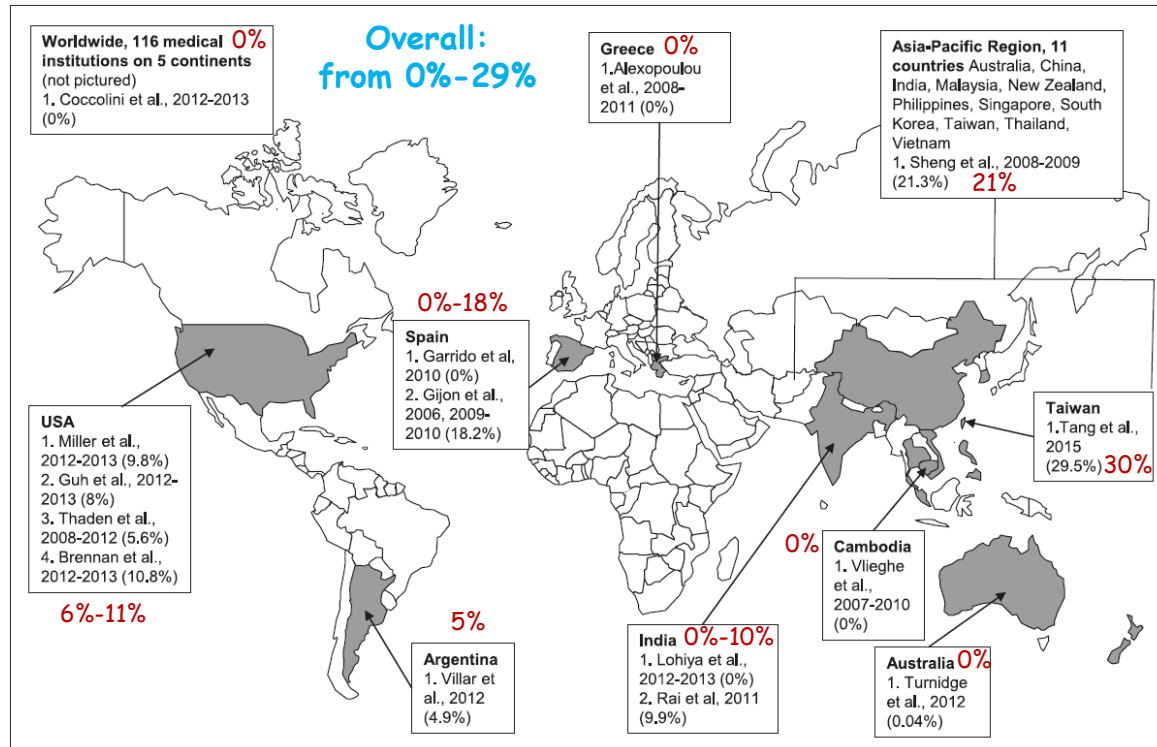 Worldwide, 116 medical 0%
institutions on 5 continents
(not pictured)
1. Coccolini et al., 2012-2013
(0%)
Overall:
from 0%-29%
Greece 0%
1.Alexopoulou
et al., 2008-
2011 (0%)
Asia-Pacific Region, 11
countries Australia, China,
India, Malaysia, New Zealand,
Philippines, Singapore, South
Korea, Taiwan, Thailand,
Vietnam
1. Sheng et al., 2008-2009
(21.3%) 21%
0%-18%
Spain
1. Garrido et al,
2010 (0%)
2. Gijon et al.,
2006, 2009-
2010 (18.2%)
USA
1. Miller et al.,
2012-2013 (9.8%)
2. Guh et al., 2012-
2013 (8%)
3. Thaden et al.,
2008-2012 (5.6%)
4. Brennan et al.,
2012-2013 (10.8%)
6%-11%
Taiwan
1.Tang et al.,
2015
(29.5%) 30%
0%
Cambodia
1. Vlieghe et
al.,
2007-2010
(0%)
5%
Argentina
1. Villar et
al., 2012
(4.9%)
India 0%-10%
1. Lohiya et al.,
2012-2013 (0%)
2. Rai et al, 2011
(9.9%)
Australia 0%
1. Turnidge
et al., 2012
(0.04%)